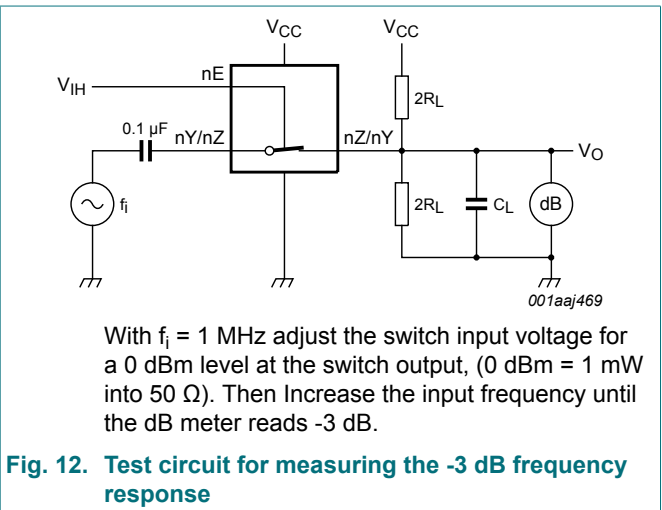 VCC VCC
nE
VIH
2RL
0.1 µF nY/nZ nZ/nY
VO
fi
2RL CL dB
001aaj469
With fi = 1 MHz adjust the switch input voltage for
a 0 dBm level at the switch output, (0 dBm = 1 mW
into 50 Ω). Then Increase the input frequency until
the dB meter reads -3 dB.
Fig. 12. Test circuit for measuring the -3 dB frequency
response